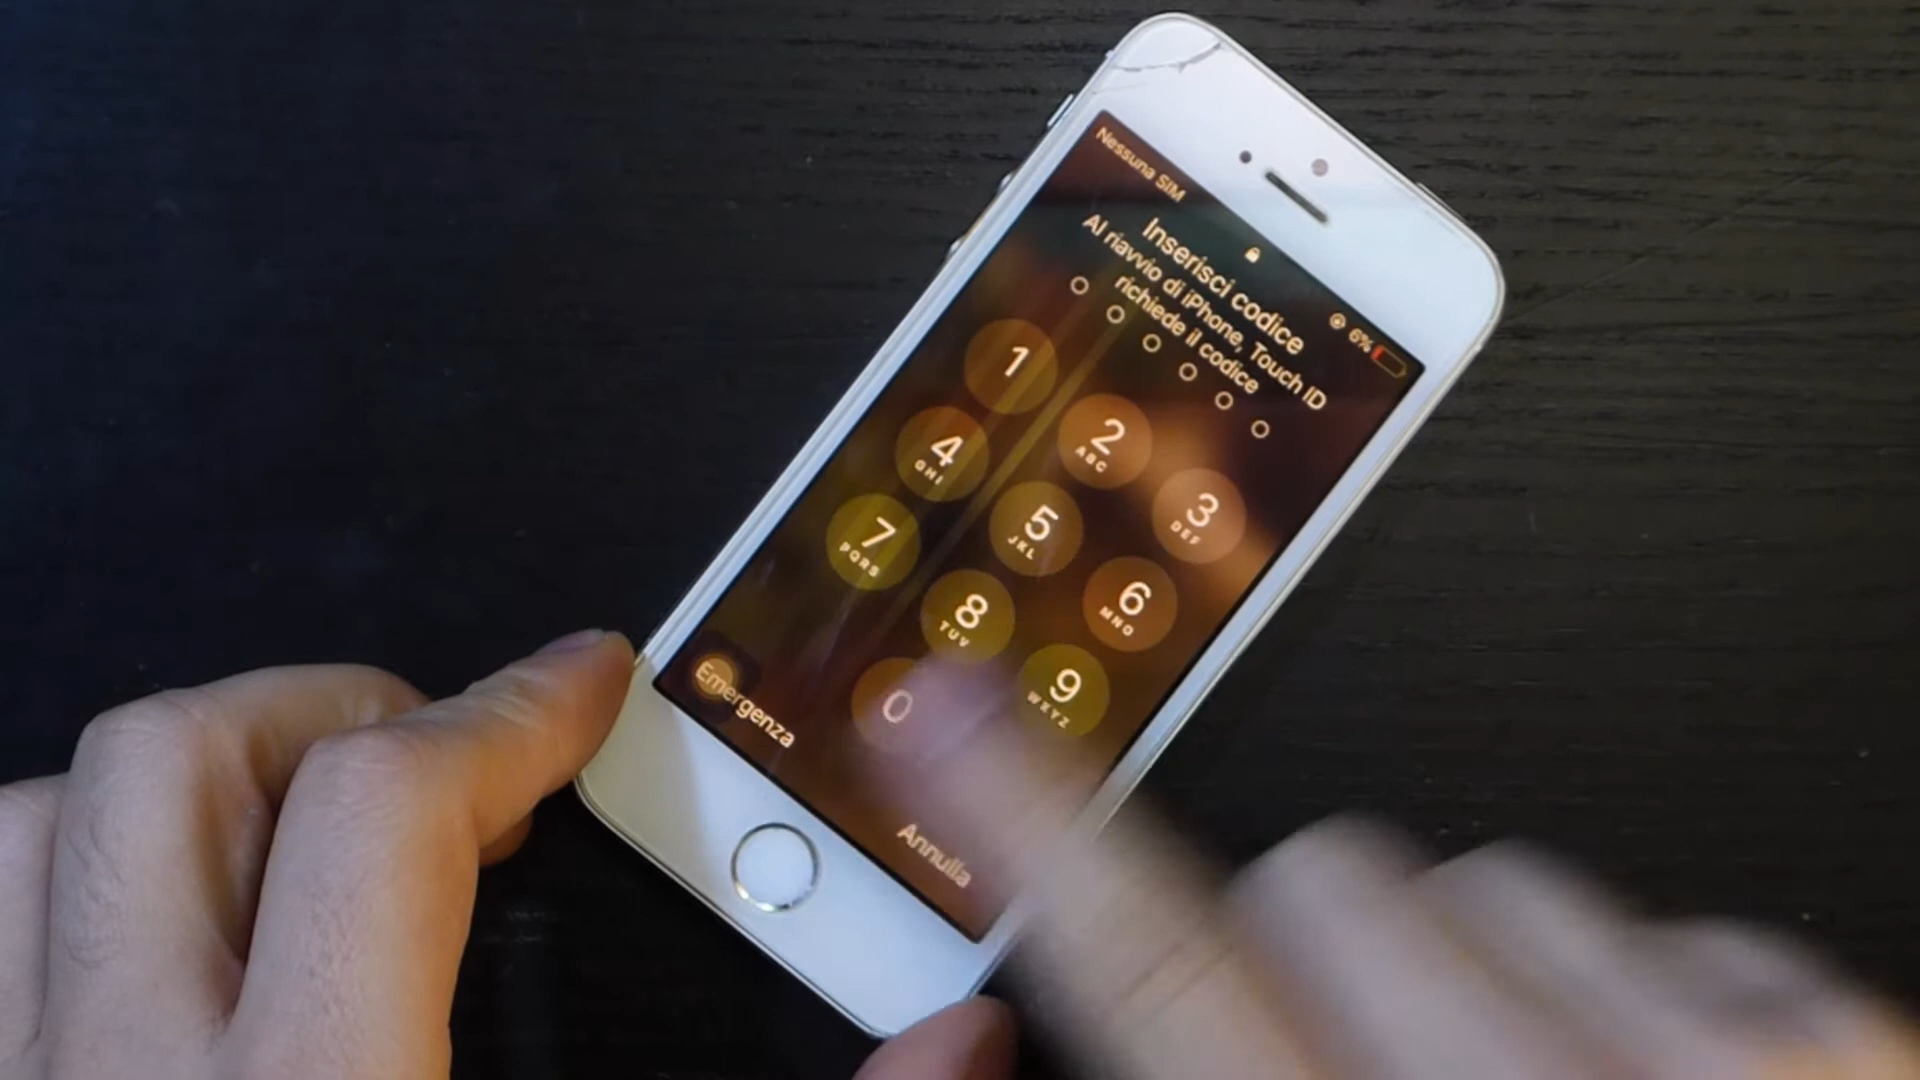 Nessuna SIM
6%
Inserisci codice
Al riavvio di iPhone, Touch ID
richiede il codice
1
2
ABC
3
DEF
4
GHI
5
JKL
6
MNO
7
PQRS
8
TUV
9
WXYZ
0
Emergenza
Annulla